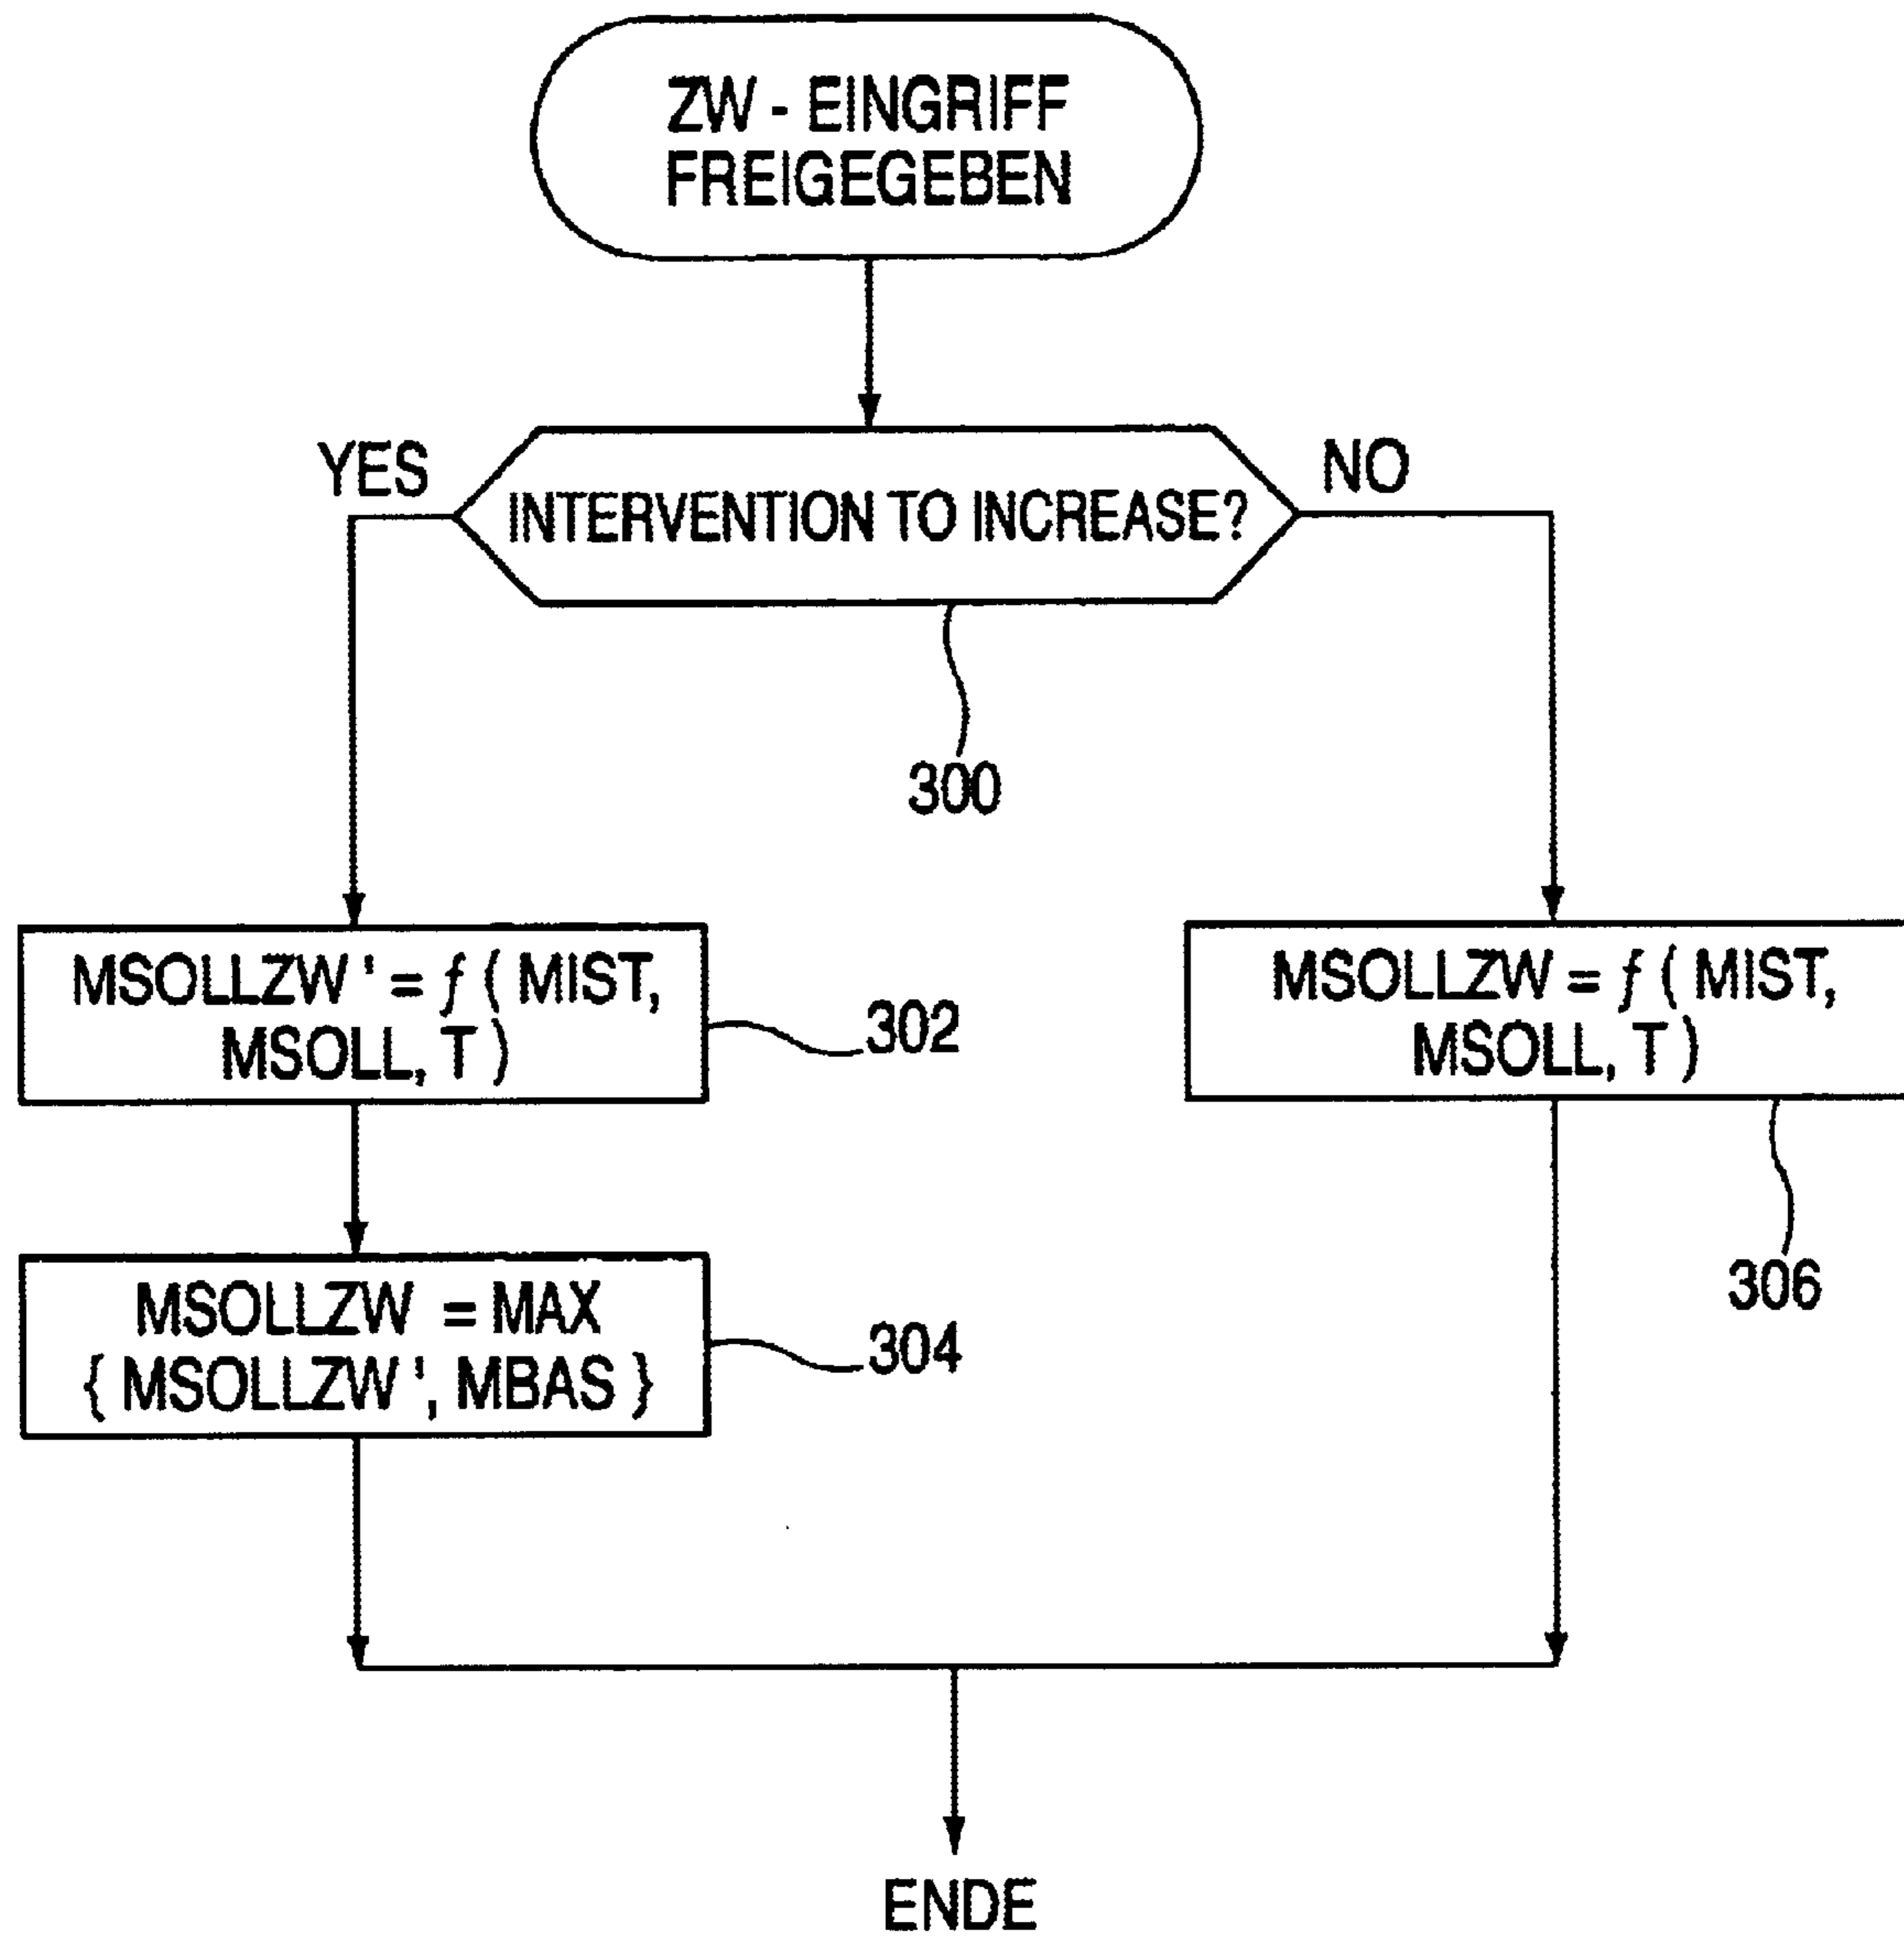 ZW - EINGRIFF
FREIGEGEBEN
YES
INTERVENTION TO INCREASE?
NO
300
MSOLLZW ' = f ( MIST,
MSOLL, T )
302
MSOLLZW = f ( MIST,
MSOLL, T )
306
MSOLLZW = MAX
{ MSOLLZW ', MBAS }
304
ENDE